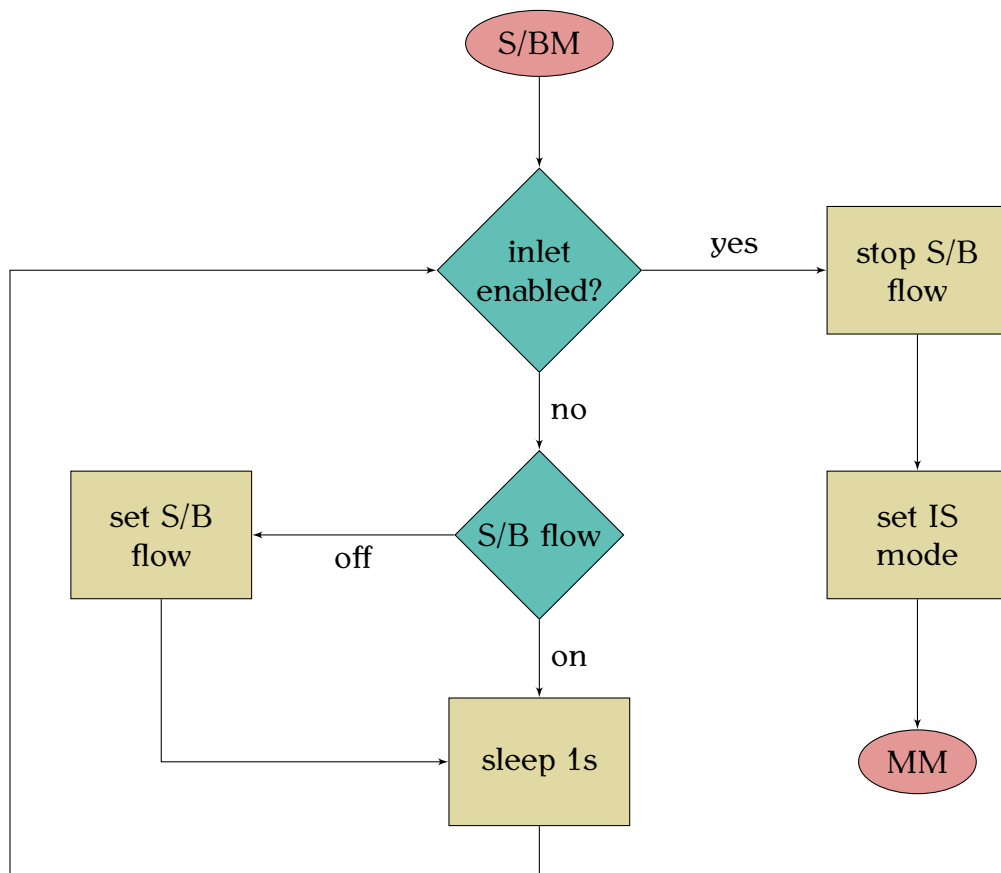 S/BM
inlet
enabled?
yes
stop S/B
flow
no
set S/B
flow
off
S/B flow
set IS
mode
on
sleep 1s
MM